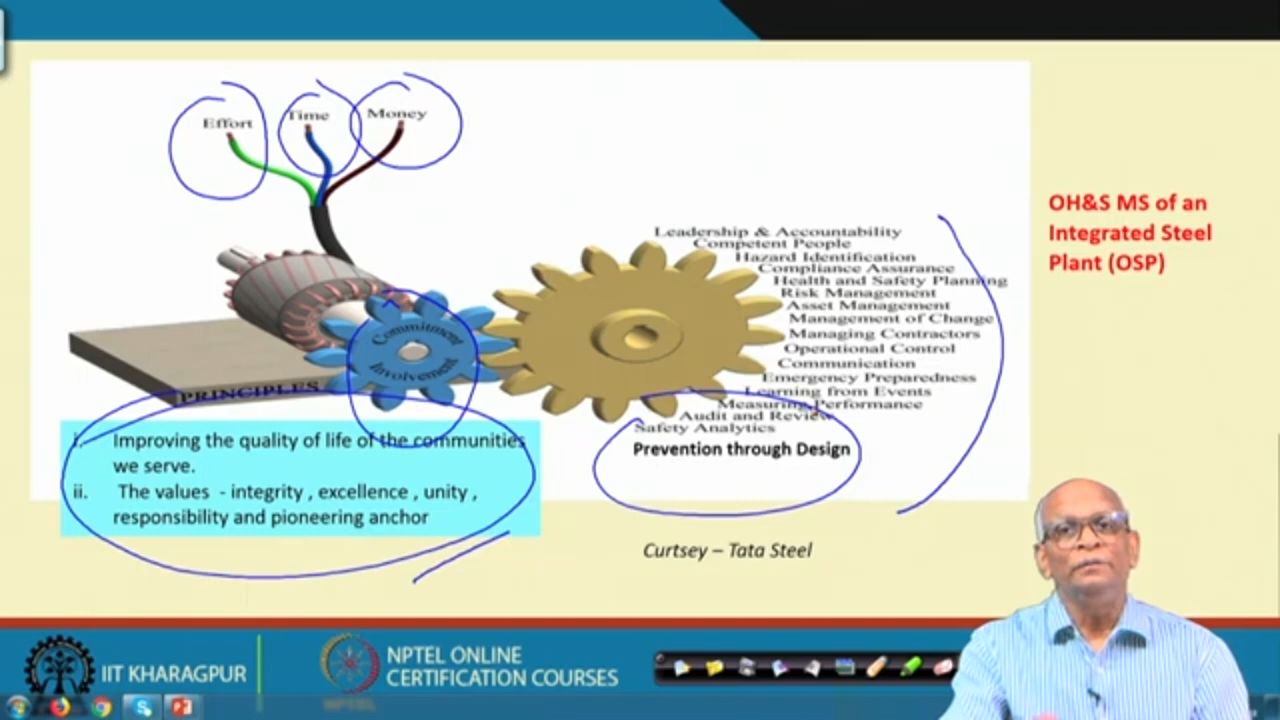 Effort
Time
Money
Leadership & Accountability
Competent People
Hazard Identification
Compliance Assurance
Health and Safety Planning
Risk Management
Asset Management
Management of Change
Managing Contractors
Operational Control
Communication
Emergency Preparedness
Learning from Events
Measuring Performance
Audit and Review
Safety Analytics
Prevention through Design
Commitment
Involvement
PRINCIPLES
i. Improving the quality of life of the communities
we serve.
ii. The values - integrity , excellence , unity ,
responsibility and pioneering anchor
Curtsey – Tata Steel
OH&S MS of an
Integrated Steel
Plant (OSP)
IIT KHARAGPUR
NPTEL ONLINE
CERTIFICATION COURSES